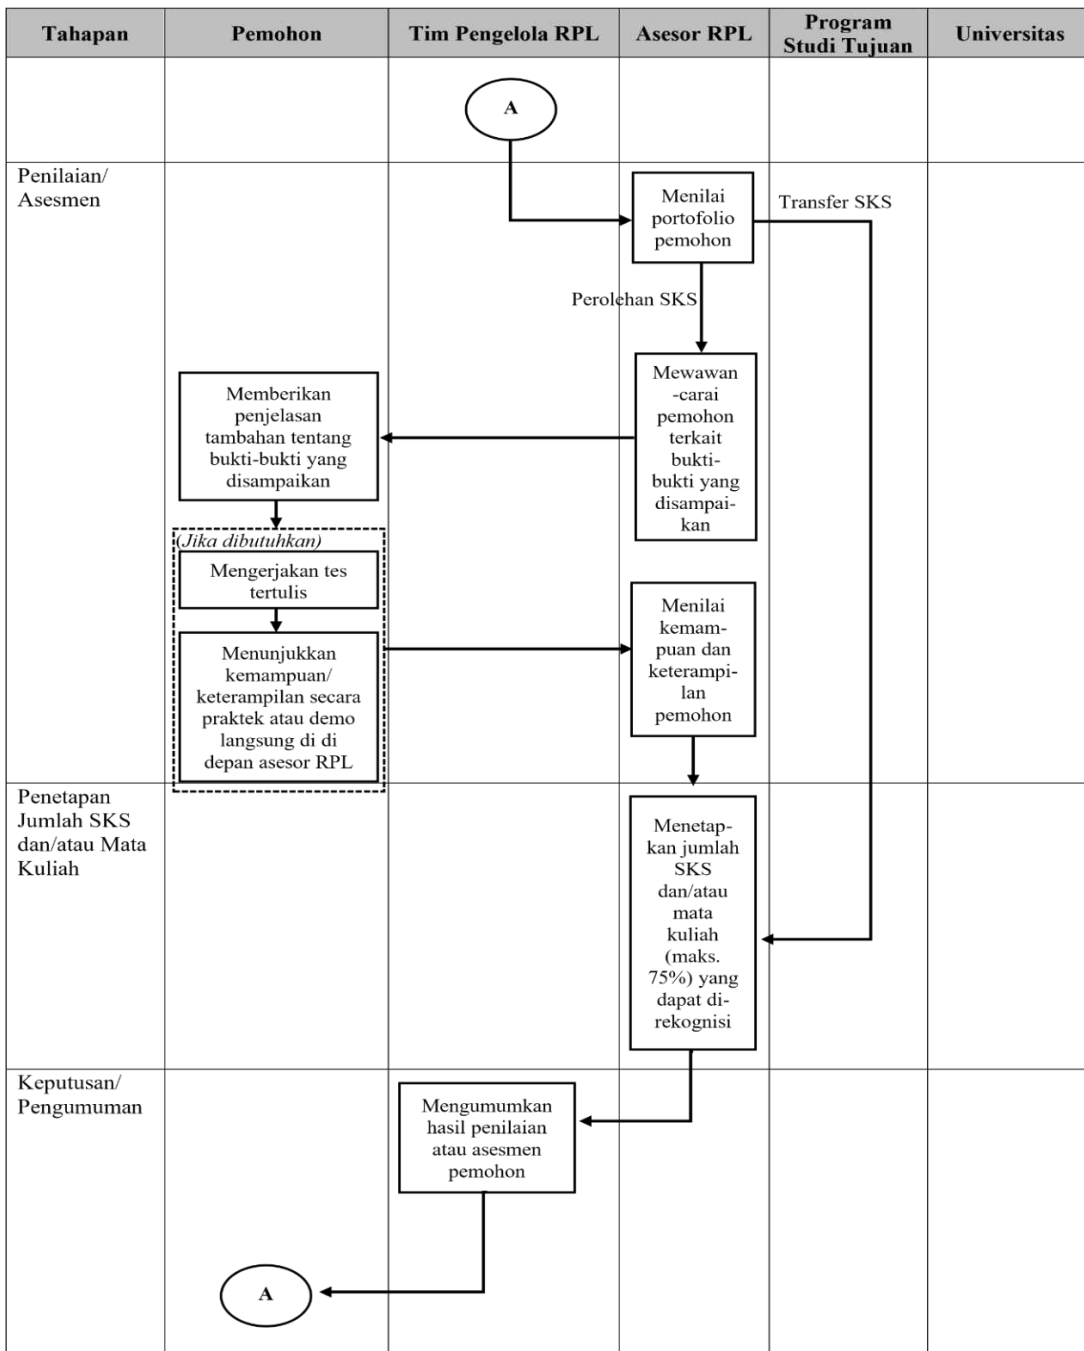 Tahapan
Pemohon
Tim Pengelola RPL
Asesor RPL
Program
Studi Tujuan
Universitas
A
Penilaian/
Asesmen
Menilai
portofolio
pemohon
Transfer SKS
Perolehan SKS
Mewawan
-carai
pemohon
terkait
bukti-
bukti yang
disampai-
kan
Memberikan
penjelasan
tambahan tentang
bukti-bukti yang
disampaikan
(Jika dibutuhkan)
Mengerjakan tes
tertulis
Menunjukkan
kemampuan/
keterampilan secara
praktek atau demo
langsung di di
depan asesor RPL
Menilai
kemam-
puan dan
keterampi-
lan
pemohon
Penetapan
Jumlah SKS
dan/atau Mata
Kuliah
Menetap-
kan jumlah
SKS
dan/atau
mata
kuliah
(maks.
75%) yang
dapat di-
rekognisi
Keputusan/
Pengumuman
Mengumumkan
hasil penilaian
atau asesmen
pemohon
A